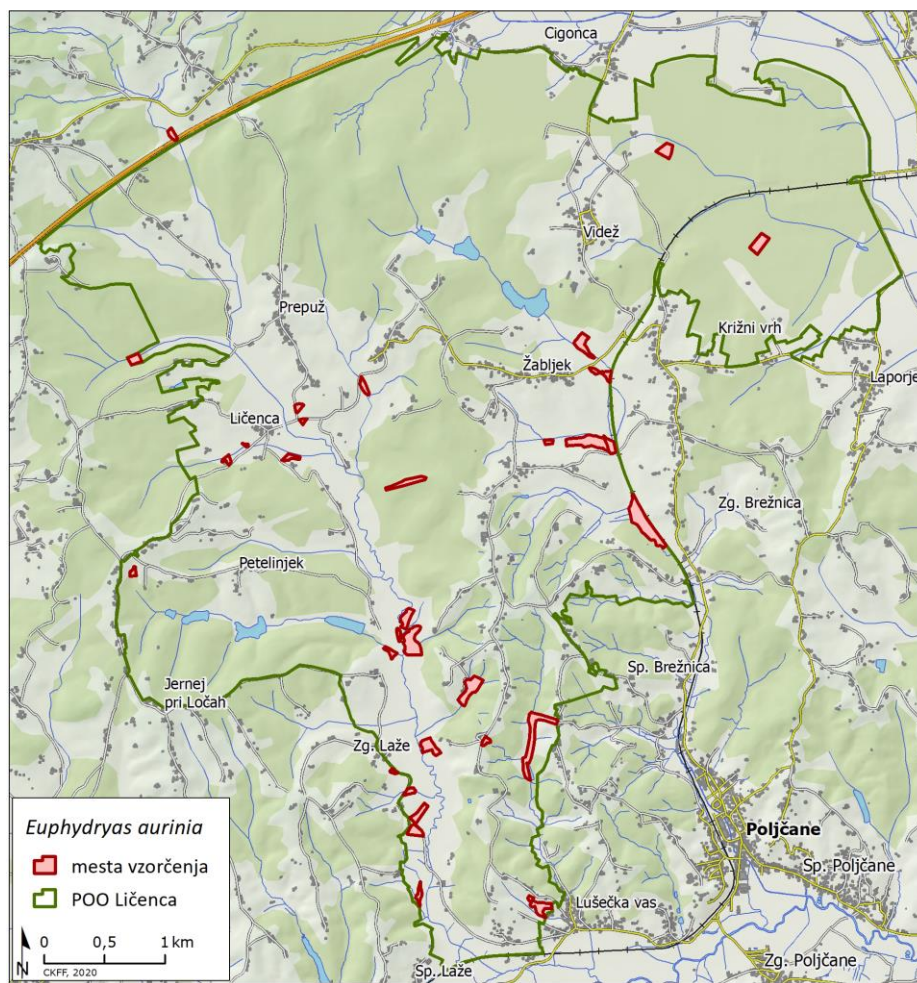 Cigonca
Videž
Prepuž
Križni vrh
Žabljek
Laporje
Ličenca
Zg. Brežnica
Petelinjek
Sp. Brežnica
Jernej
pri Ločah
Zg. Laže
Poljčane
Sp. Poljčane
Lušečka vas
Zg. Poljčane
Sp. Laže
Euphydryas aurinia
mesta vzorčenja
POO Ličenca
0 0,5 1 km
N
CKFF, 2020